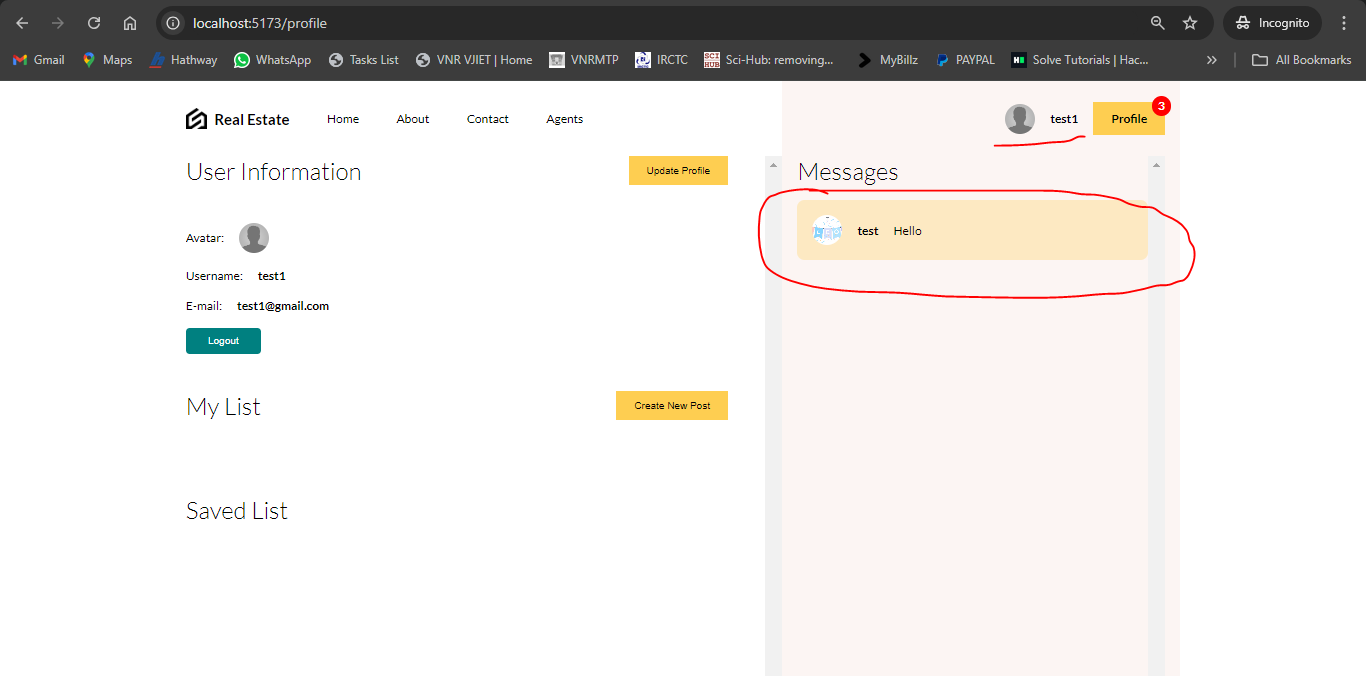 localhost:5173/profile
Incognito
Gmail Maps Hathway WhatsApp Tasks List VNR VJIET | Home VNRMTP IRCTC Sci-Hub: removing... MyBillz PAYPAL Solve Tutorials | Hac... All Bookmarks
Real Estate Home About Contact Agents
test1 Profile 3
User Information
Update Profile
Avatar:
Username: test1
E-mail: test1@gmail.com
Logout
My List
Create New Post
Saved List
Messages
test Hello